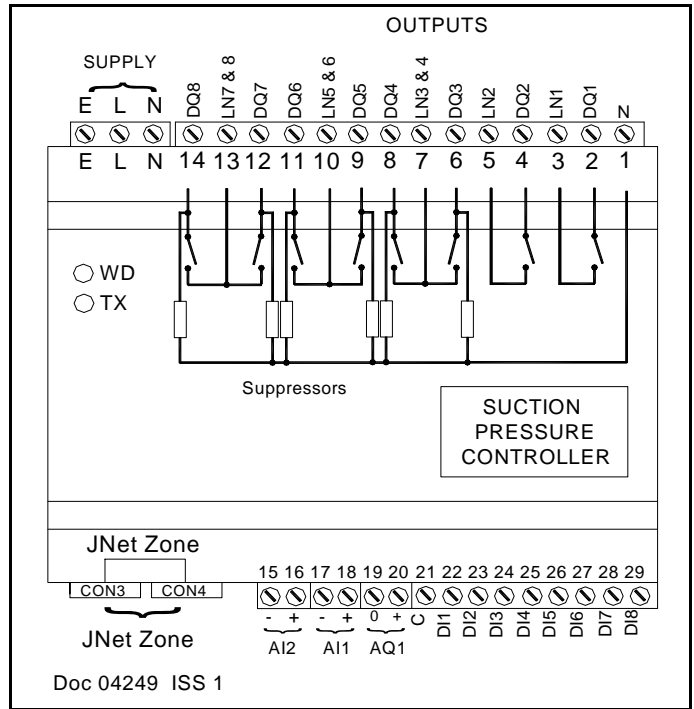 OUTPUTS
SUPPLY
E L N
DQ8 LN7 & 8 DQ7 DQ6 LN5 & 6 DQ5 DQ4 LN3 & 4 DQ3 LN2 DQ2 LN1 DQ1 N
E L N 14 13 12 11 10 9 8 7 6 5 4 3 2 1
WD
TX
Suppressors
SUCTION
PRESSURE
CONTROLLER
JNet Zone
CON3 CON4
JNet Zone
15 16 17 18 19 20 21 22 23 24 25 26 27 28 29
- + - + 0 + C DI1 DI2 DI3 DI4 DI5 DI6 DI7 DI8
AI2 AI1 AQ1
Doc 04249 ISS 1